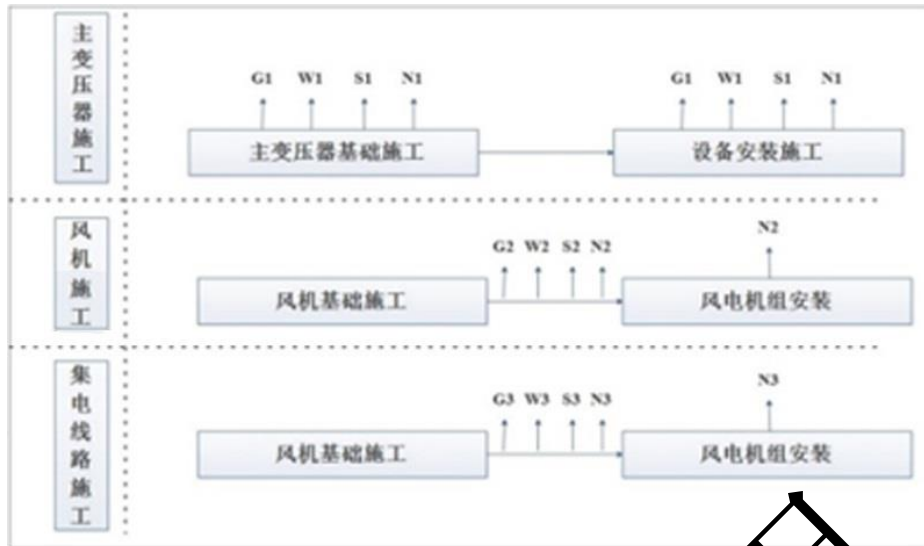 主变压器施工
G1 W1 S1 N1
G1 W1 S1 N1
主变压器基础施工
设备安装施工
风机施工
G2 W2 S2 N2
N2
风机基础施工
风电机组安装
集电线路施工
G3 W3 S3 N3
N3
风机基础施工
风电机组安装